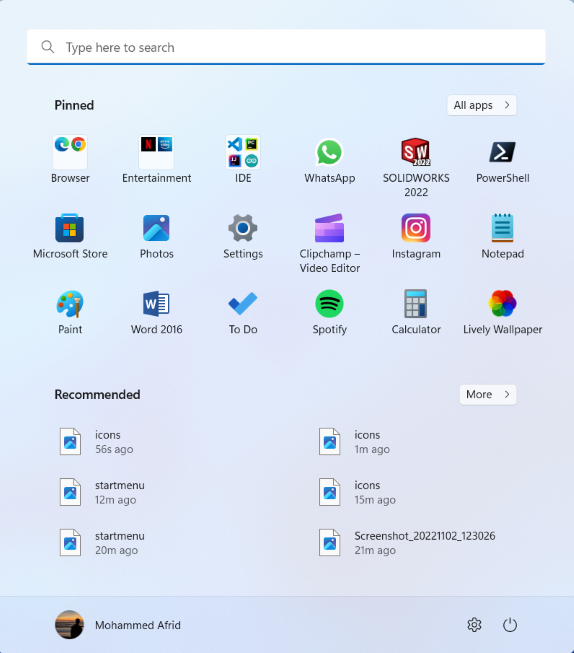 Type here to search
Pinned
All apps
Browser
Entertainment
IDE
WhatsApp
SOLIDWORKS
2022
PowerShell
Microsoft Store
Photos
Settings
Clipchamp –
Video Editor
Instagram
Notepad
Paint
Word 2016
To Do
Spotify
Calculator
Lively Wallpaper
Recommended
More
icons
56s ago
icons
1m ago
startmenu
12m ago
icons
15m ago
startmenu
20m ago
Screenshot_20221102_123026
21m ago
Mohammed Afrid